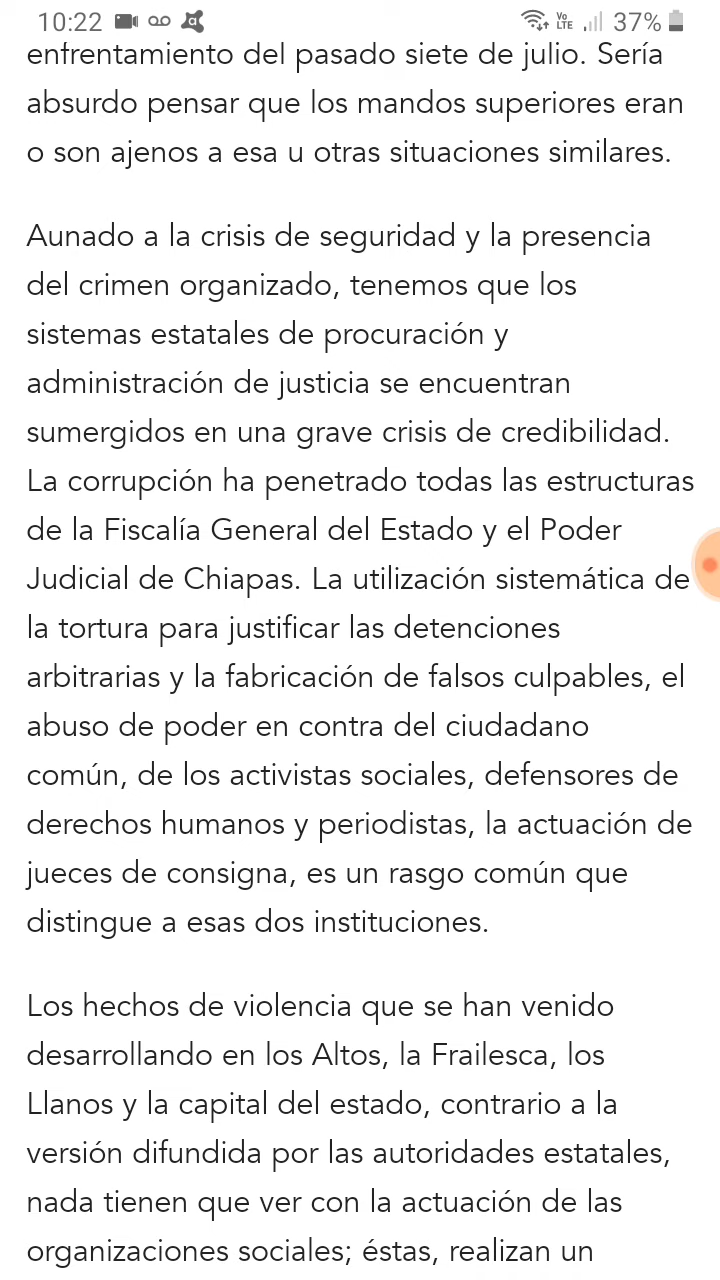 10:22 Vo LTE 37%
enfrentamiento del pasado siete de julio. Sería
absurdo pensar que los mandos superiores eran
o son ajenos a esa u otras situaciones similares.
Aunado a la crisis de seguridad y la presencia
del crimen organizado, tenemos que los
sistemas estatales de procuración y
administración de justicia se encuentran
sumergidos en una grave crisis de credibilidad.
La corrupción ha penetrado todas las estructuras
de la Fiscalía General del Estado y el Poder
Judicial de Chiapas. La utilización sistemática de
la tortura para justificar las detenciones
arbitrarias y la fabricación de falsos culpables, el
abuso de poder en contra del ciudadano
común, de los activistas sociales, defensores de
derechos humanos y periodistas, la actuación de
jueces de consigna, es un rasgo común que
distingue a esas dos instituciones.
Los hechos de violencia que se han venido
desarrollando en los Altos, la Frailesca, los
Llanos y la capital del estado, contrario a la
versión difundida por las autoridades estatales,
nada tienen que ver con la actuación de las
organizaciones sociales; éstas, realizan un